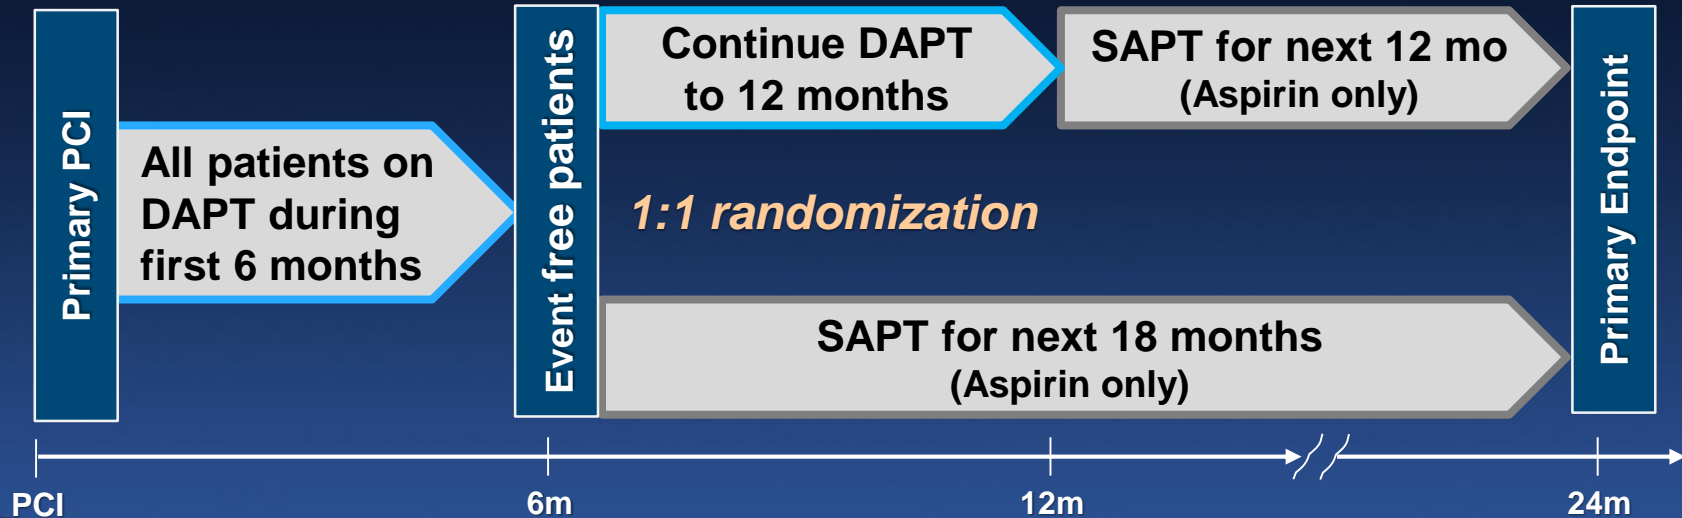 Primary PCI
All patients on
DAPT during
first 6 months
Event free patients
Continue DAPT
to 12 months
SAPT for next 12 mo
(Aspirin only)
1:1 randomization
SAPT for next 18 months
(Aspirin only)
Primary Endpoint
PCI
6m
12m
24m